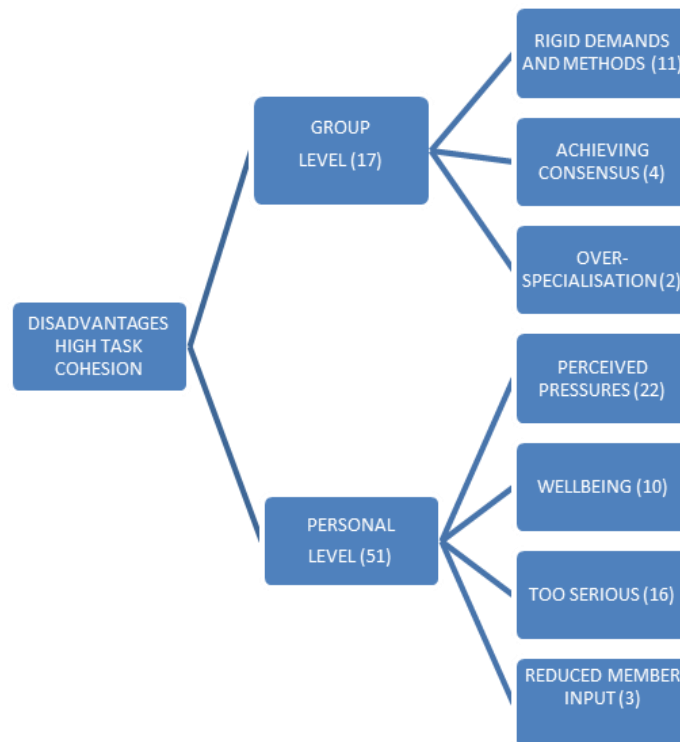 RIGID DEMANDS
AND METHODS (11)
GROUP
LEVEL (17)
ACHIEVING
CONSENSUS (4)
OVER-
SPECIALISATION (2)
DISADVANTAGES
HIGH TASK
COHESION
PERCEIVED
PRESSURES (22)
WELLBEING (10)
PERSONAL
LEVEL (51)
TOO SERIOUS (16)
REDUCED MEMBER
INPUT (3)